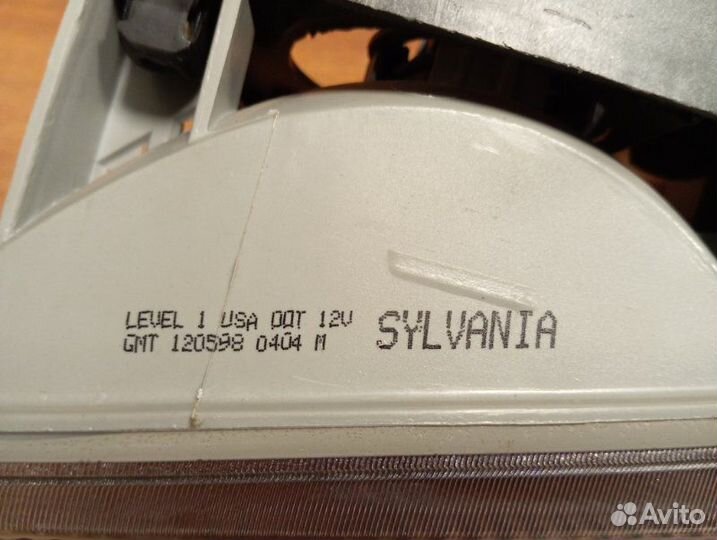 LEVEL 1 USA DOT 12V
GMT 120598 0404 M
SYLVANIA
Avito